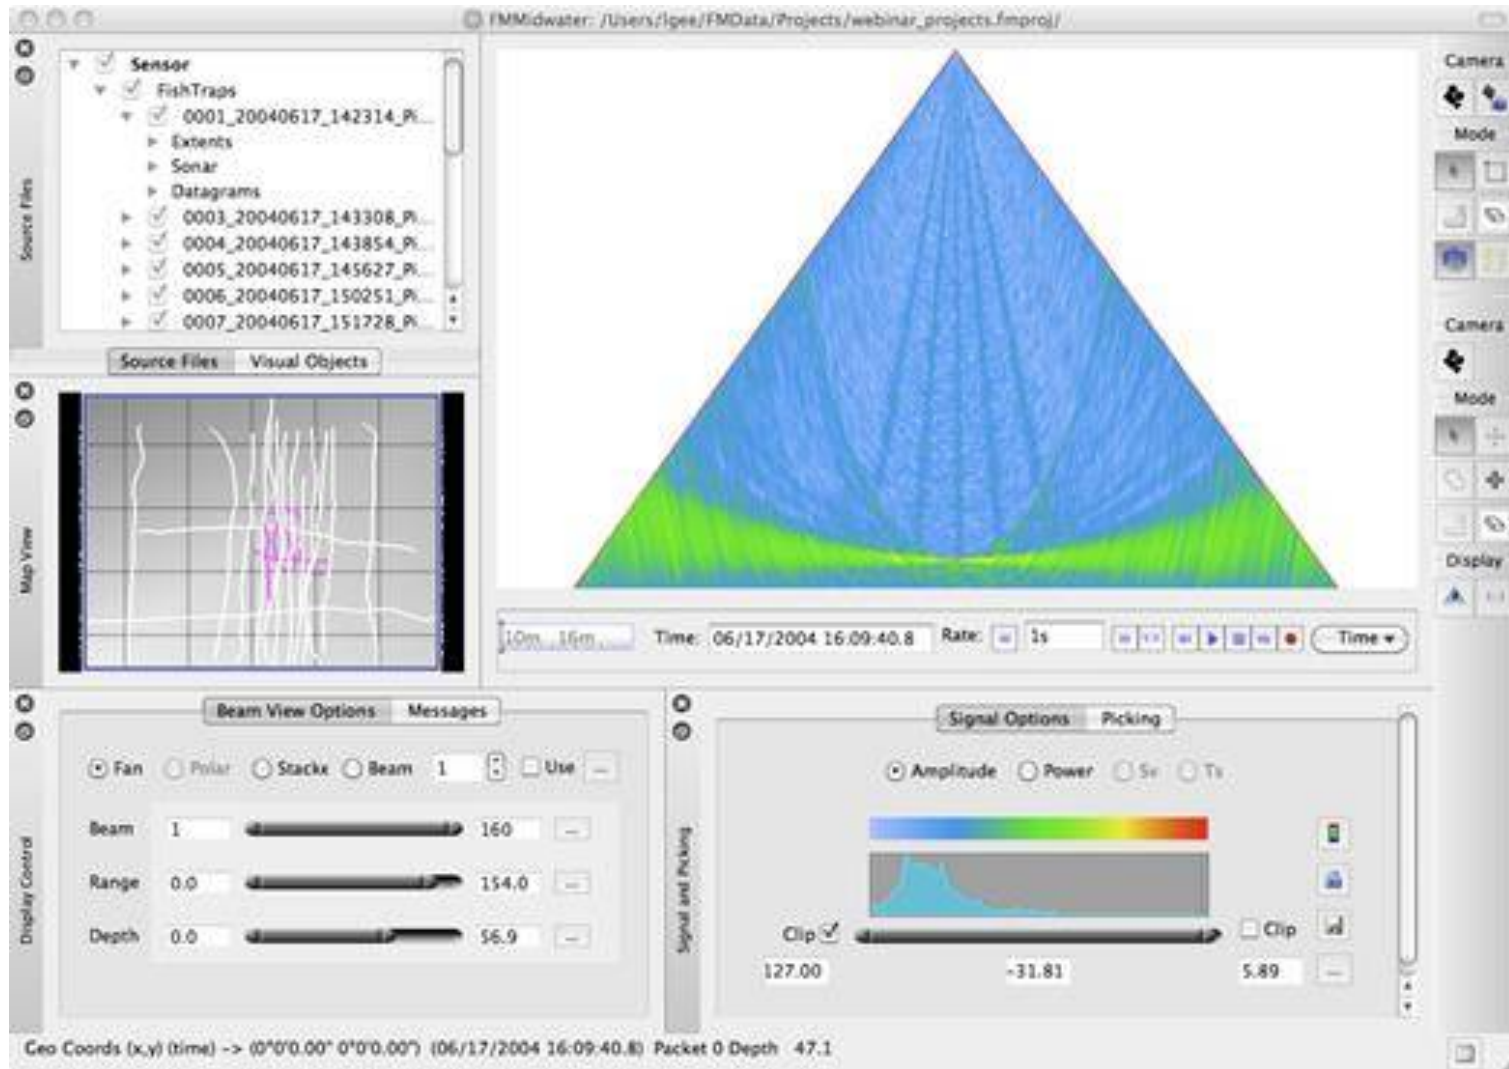 FMMidwater: /Users/lgee/FMData/Projects/webinar_projects.fmproj/
Source Files
Sensor
FishTraps
0001_20040617_142314_Pi...
Extents
Sonar
Datagrams
0003_20040617_143308_Pi...
0004_20040617_143854_Pi...
0005_20040617_145627_Pi...
0006_20040617_150251_Pi...
0007_20040617_151728_Pi...
Source Files Visual Objects
Map View
Camera
Mode
Camera
Mode
Display
10m 16m
Time: 06/17/2004 16:09:40.8 Rate: 1s Time
Display Control
Beam View Options Messages
Fan Polar Stacke Beam 1 Use ...
Beam 1 160 ...
Range 0.0 154.0 ...
Depth 0.0 56.9 ...
Signal and Picking
Signal Options Picking
Amplitude Power Sv Ts
Clip Clip
127.00 -31.81 5.89 ...
Geo Coords (x,y) (time) -> (0°0'0.00" 0°0'0.00") (06/17/2004 16:09:40.8) Packet 0 Depth 47.1